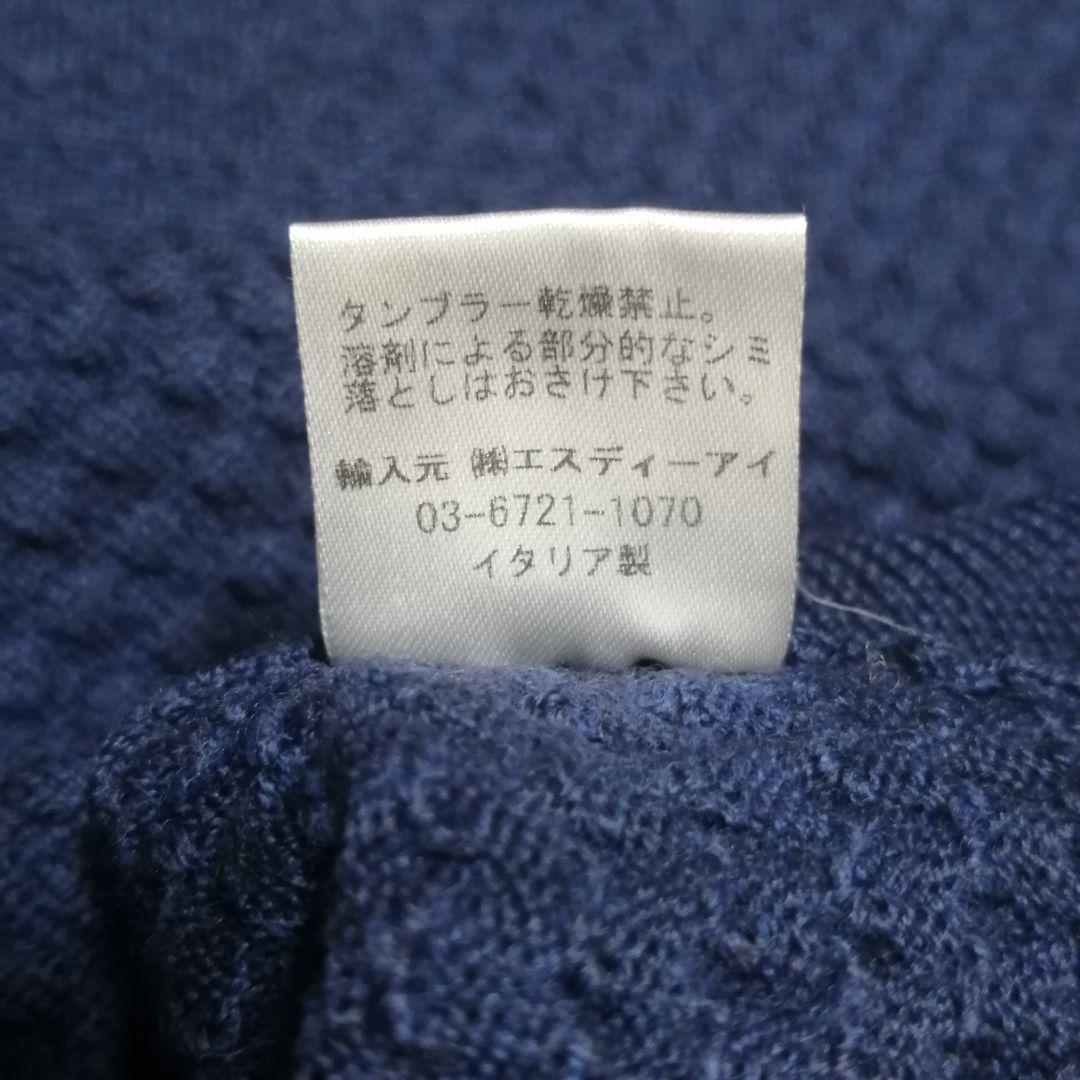 タンブラー乾燥禁止。
溶剤による部分的なシミ
落としはおさけ下さい。
輸入元 ㈱エスディーアイ
03-6721-1070
イタリア製